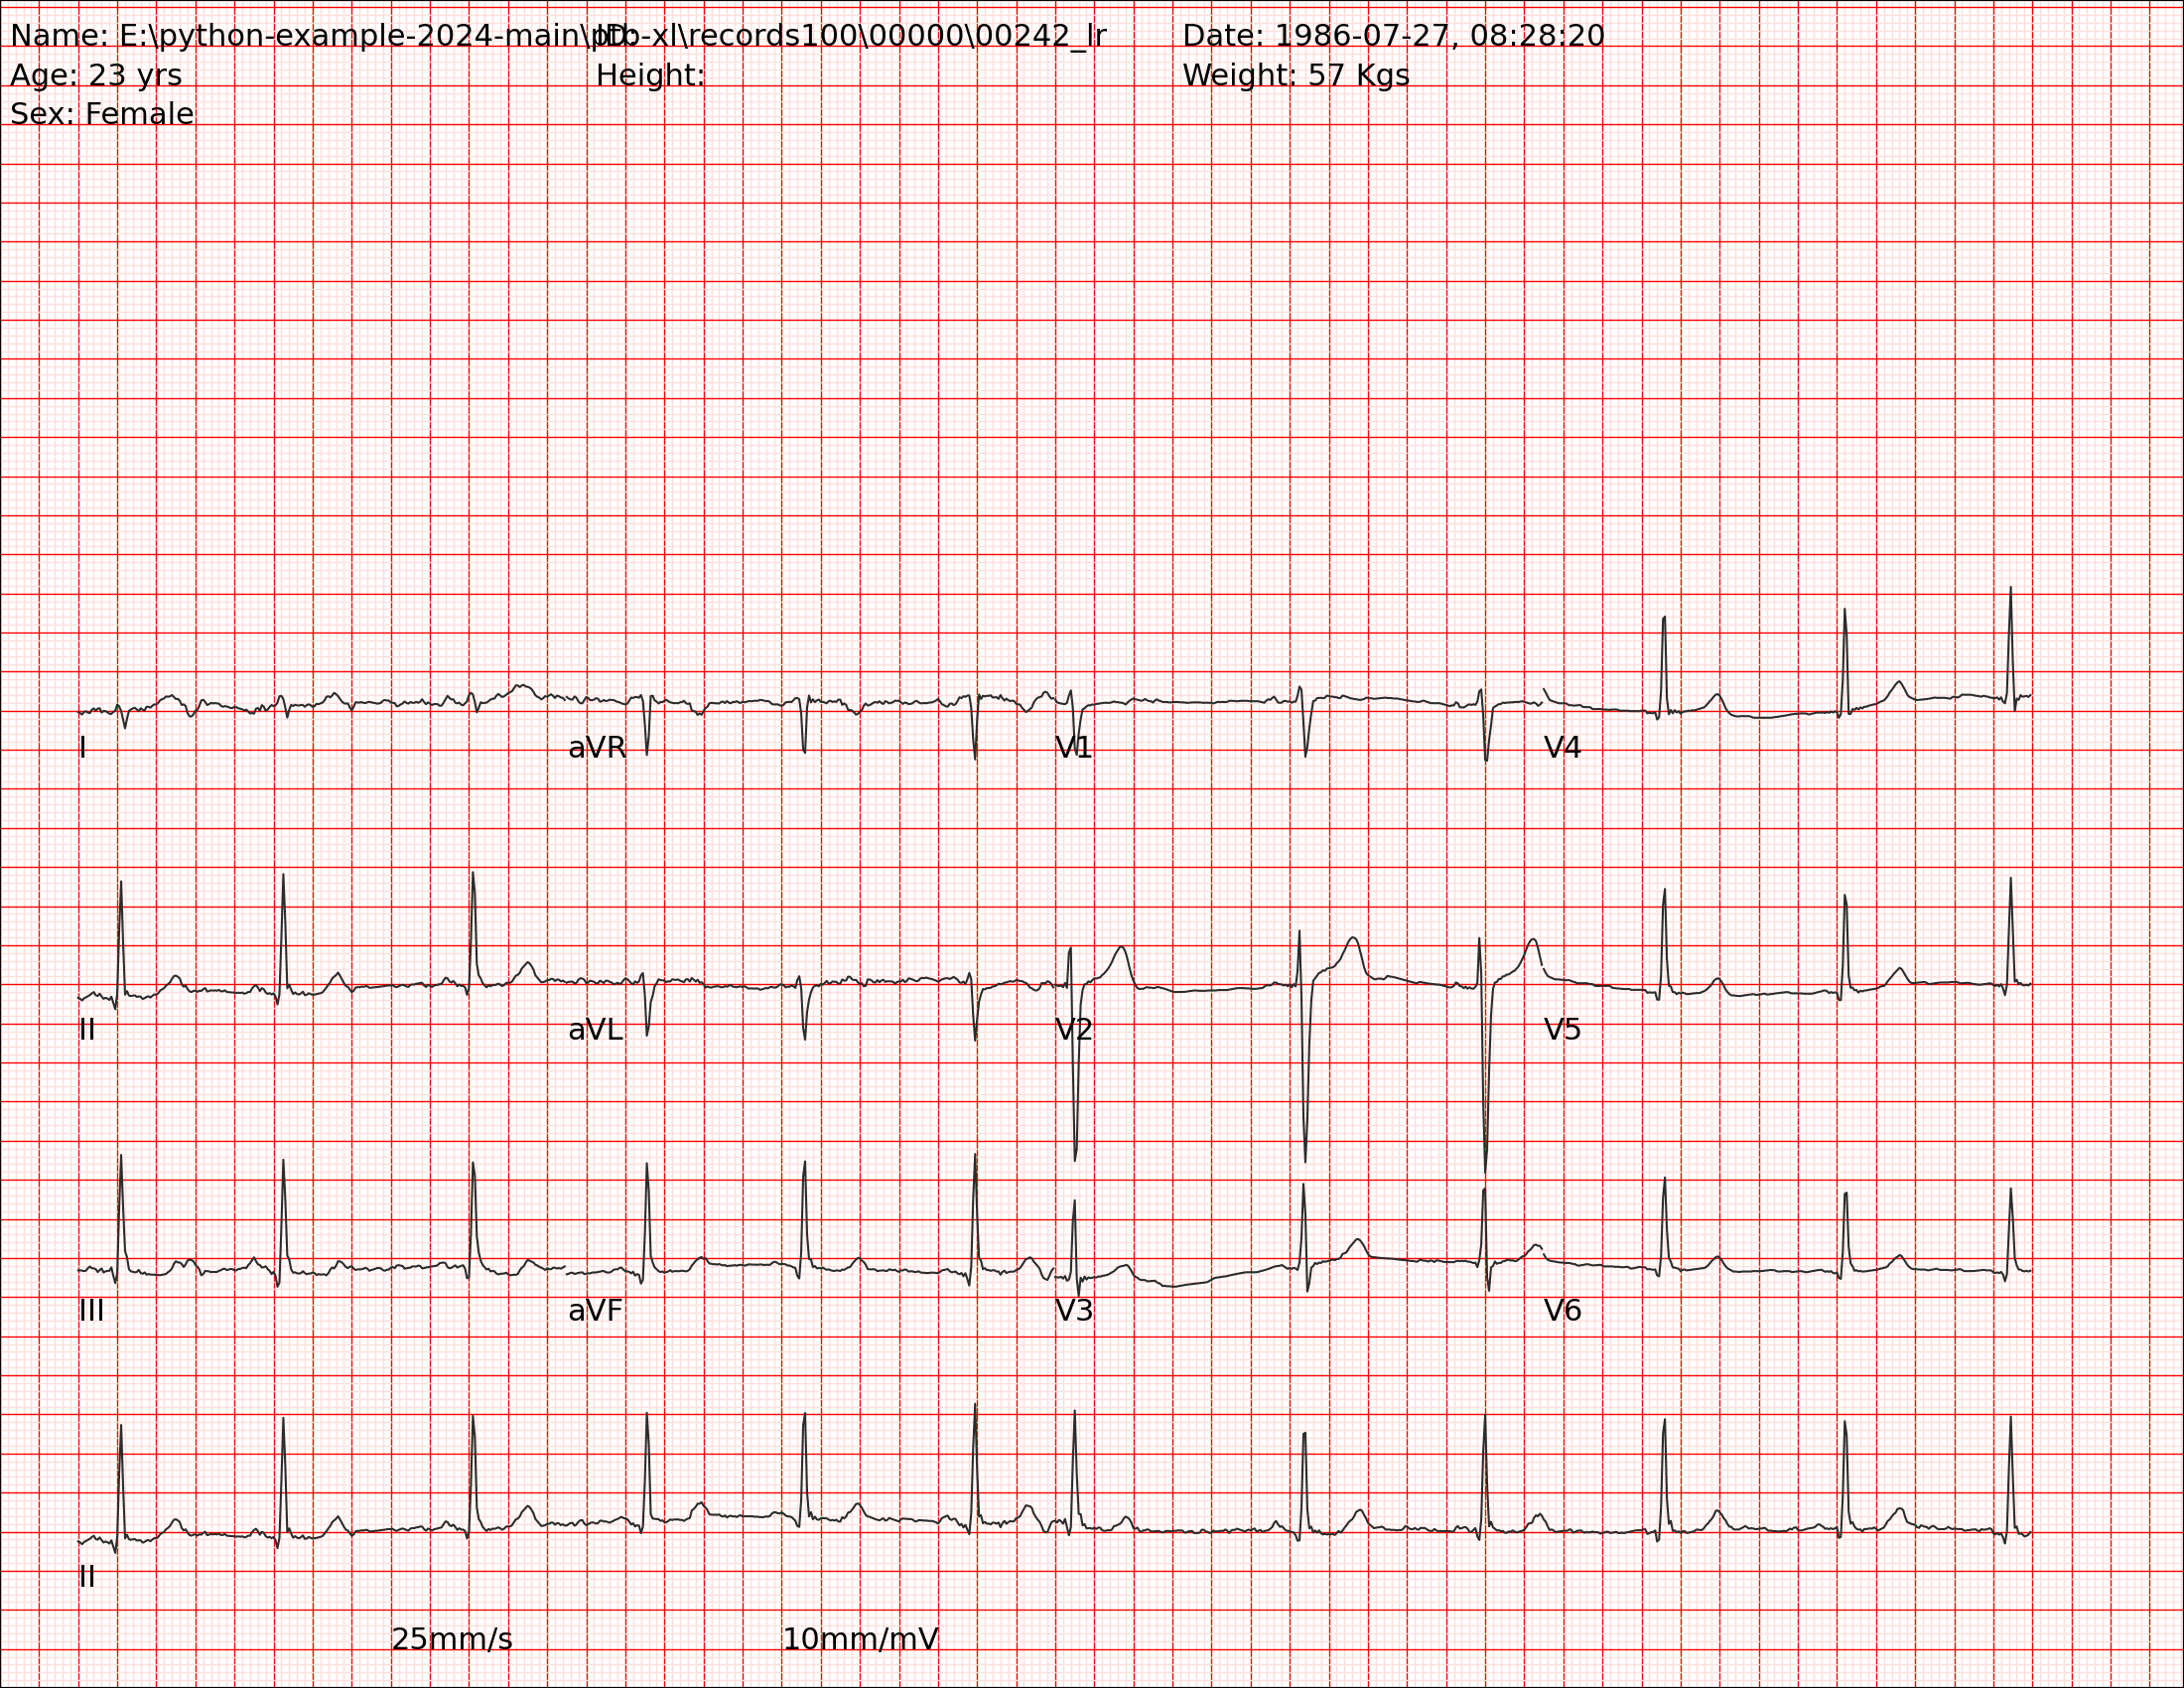 Name: E:\python-example-2024-main\ptb-xl\records100\00000\00242_lr ID: Date: 1986-07-27, 08:28:20
Age: 23 yrs Height: Weight: 57 Kgs
Sex: Female
I aVR V1 V4
II aVL V2 V5
III aVF V3 V6
II
25mm/s 10mm/mV